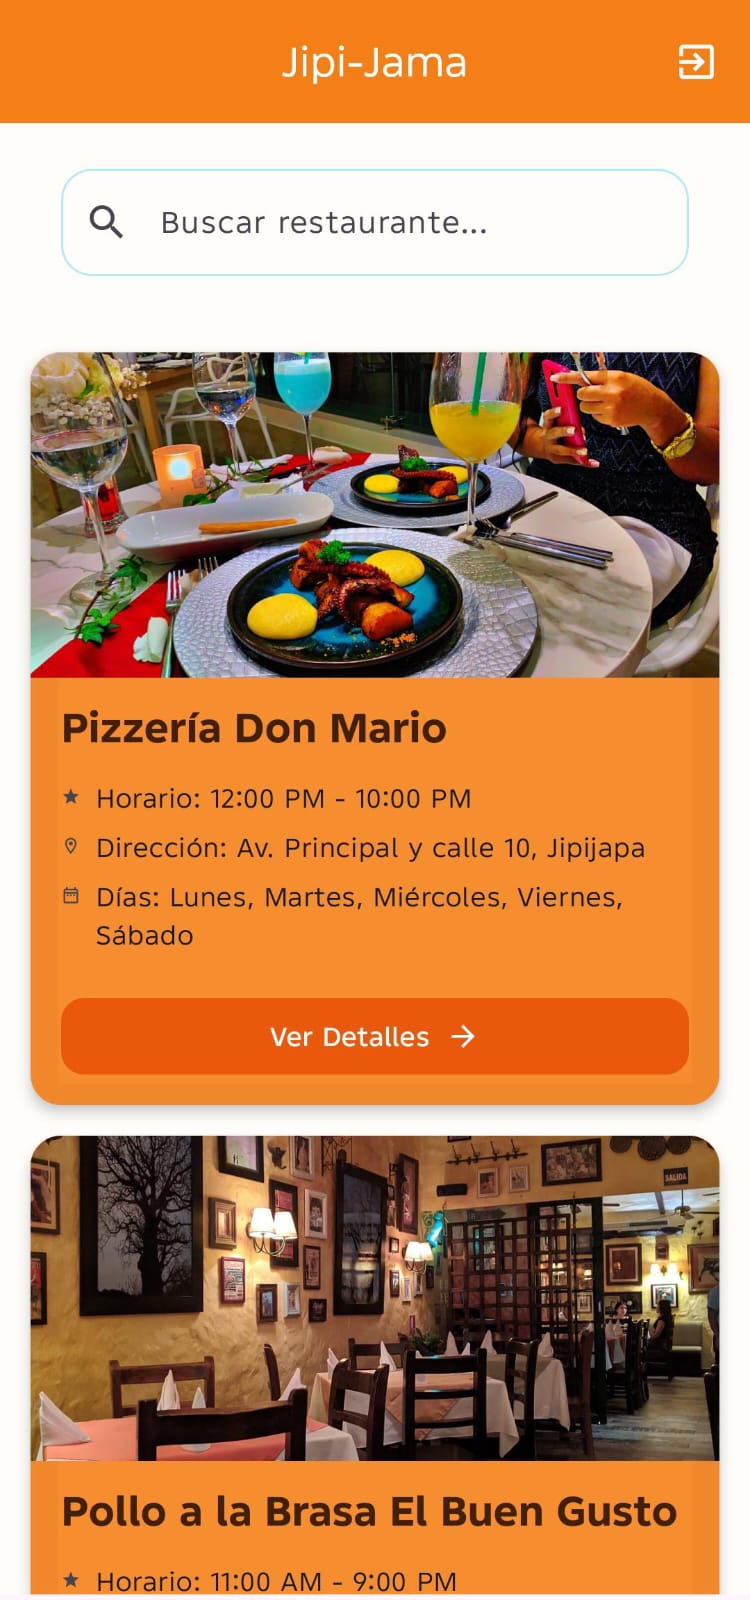 Jipi-Jama
Buscar restaurante...
Pizzería Don Mario
Horario: 12:00 PM - 10:00 PM
Dirección: Av. Principal y calle 10, Jipijapa
Días: Lunes, Martes, Miércoles, Viernes,
Sábado
Ver Detalles
SALIDA
Pollo a la Brasa El Buen Gusto
Horario: 11:00 AM - 9:00 PM